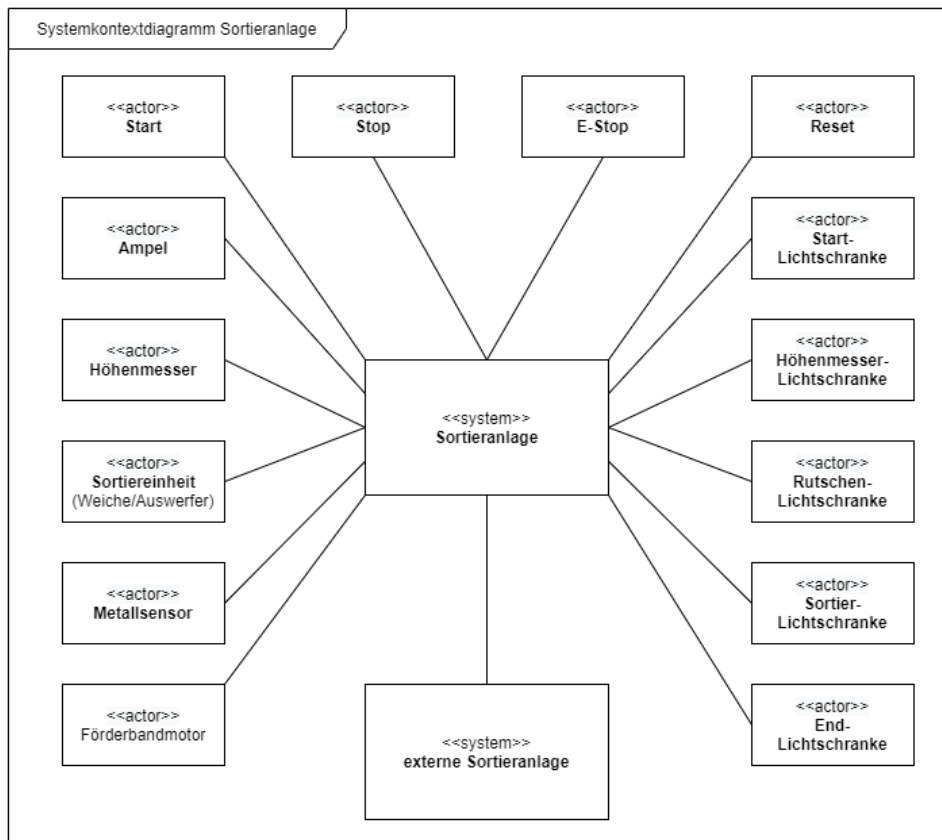 Systemkontextdiagramm Sortieranlage
<<actor>>
Start
<<actor>>
Stop
<<actor>>
E-Stop
<<actor>>
Reset
<<actor>>
Ampel
<<actor>>
Start-
Lichtschranke
<<actor>>
Höhenmesser
<<actor>>
Höhenmesser-
Lichtschranke
<<system>>
Sortieranlage
<<actor>>
Sortiereinheit
(Weiche/Auswerfer)
<<actor>>
Rutschen-
Lichtschranke
<<actor>>
Metallsensor
<<actor>>
Sortier-
Lichtschranke
<<actor>>
Förderbandmotor
<<system>>
externe Sortieranlage
<<actor>>
End-
Lichtschranke